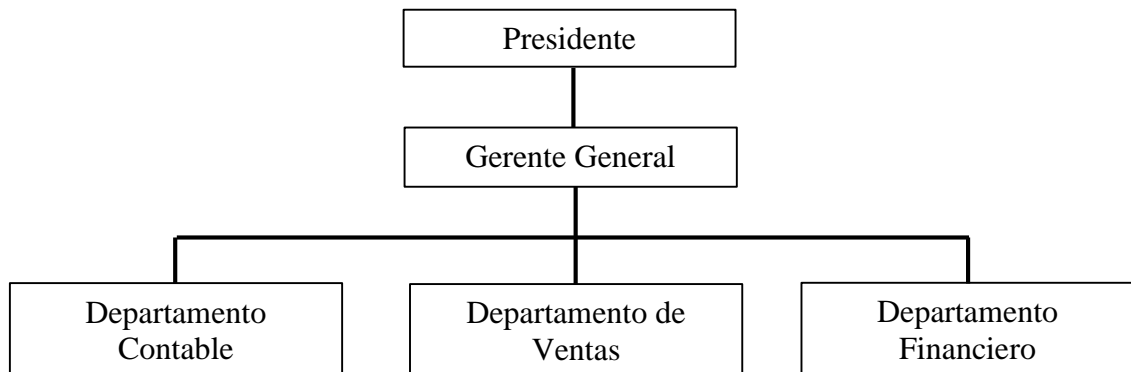 Presidente
Gerente General
Departamento
Contable
Departamento de
Ventas
Departamento
Financiero